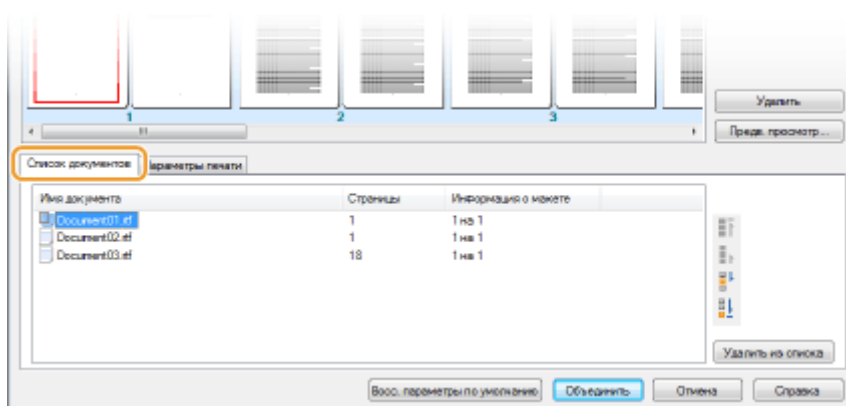 Удалить
1 2 3
Предв. просмотр...
Список документов Параметры печати
Имя документа Страницы Информация о макете
Document01.rtf 1 1 на 1
Document02.rtf 1 1 на 1
Document03.rtf 18 1 на 1
Удалить из списка
Восс. параметры по умолчанию Объединить Отмена Справка